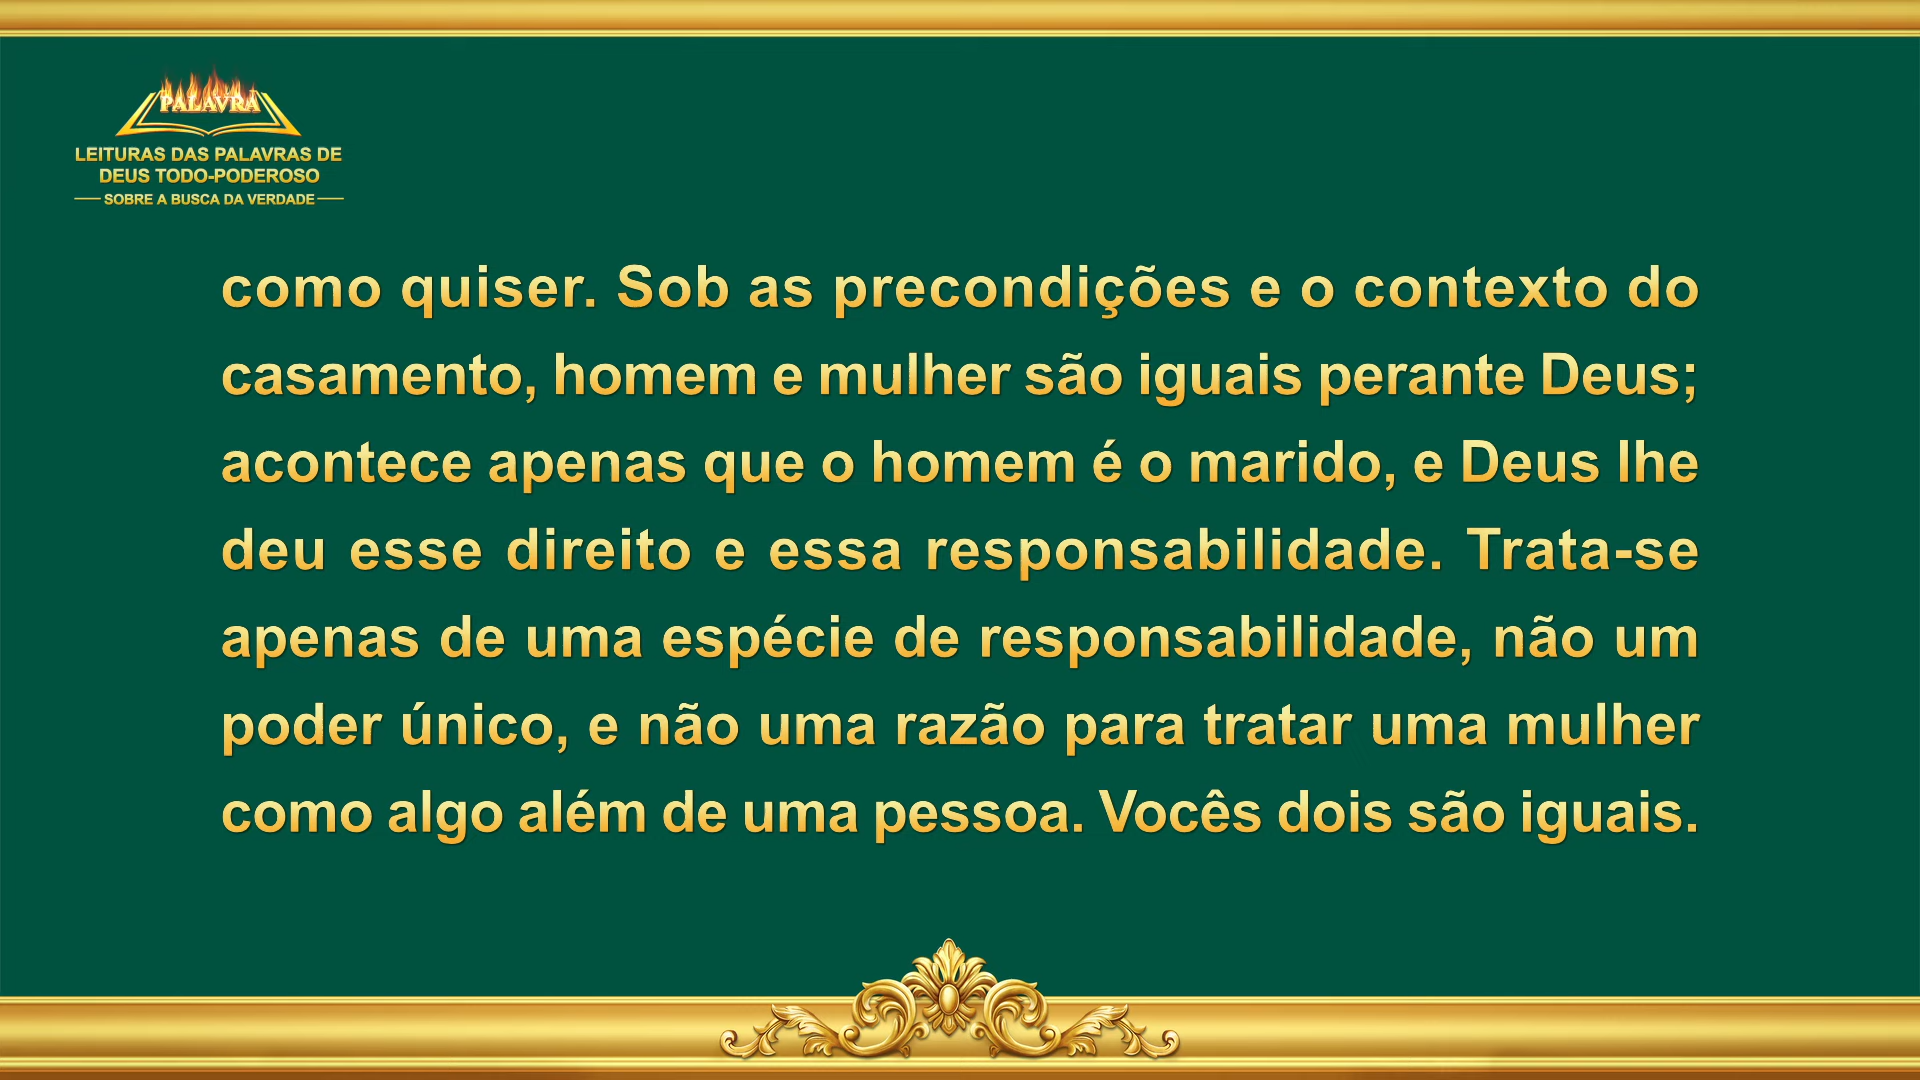 PALAVRA
LEITURAS DAS PALAVRAS DE
DEUS TODO-PODEROSO
SOBRE A BUSCA DA VERDADE
como quiser. Sob as precondições e o contexto do
casamento, homem e mulher são iguais perante Deus;
acontece apenas que o homem é o marido, e Deus lhe
deu esse direito e essa responsabilidade. Trata-se
apenas de uma espécie de responsabilidade, não um
poder único, e não uma razão para tratar uma mulher
como algo além de uma pessoa. Vocês dois são iguais.